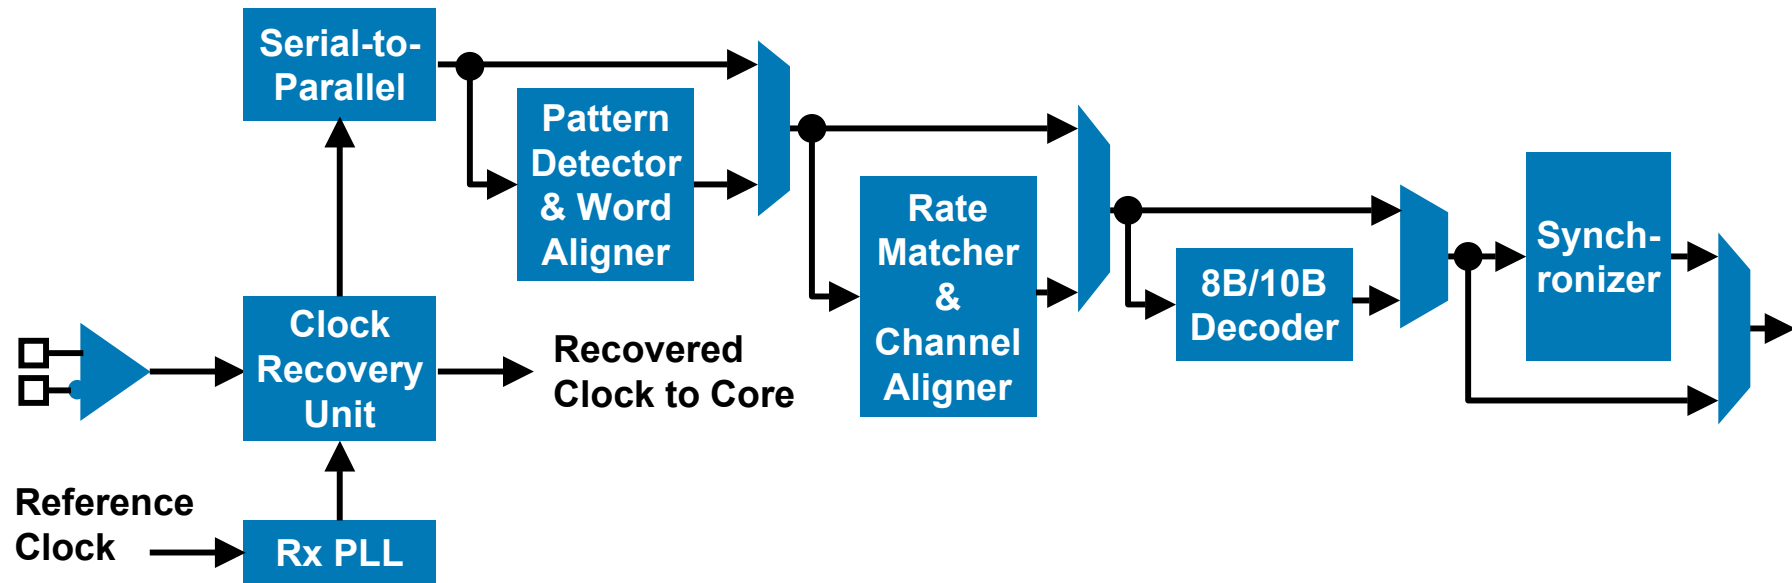 Serial-to-
Parallel
Pattern
Detector
& Word
Aligner
Rate
Matcher
&
Channel
Aligner
8B/10B
Decoder
Synch-
ronizer
Clock
Recovery
Unit
Recovered
Clock to Core
Reference
Clock
Rx PLL